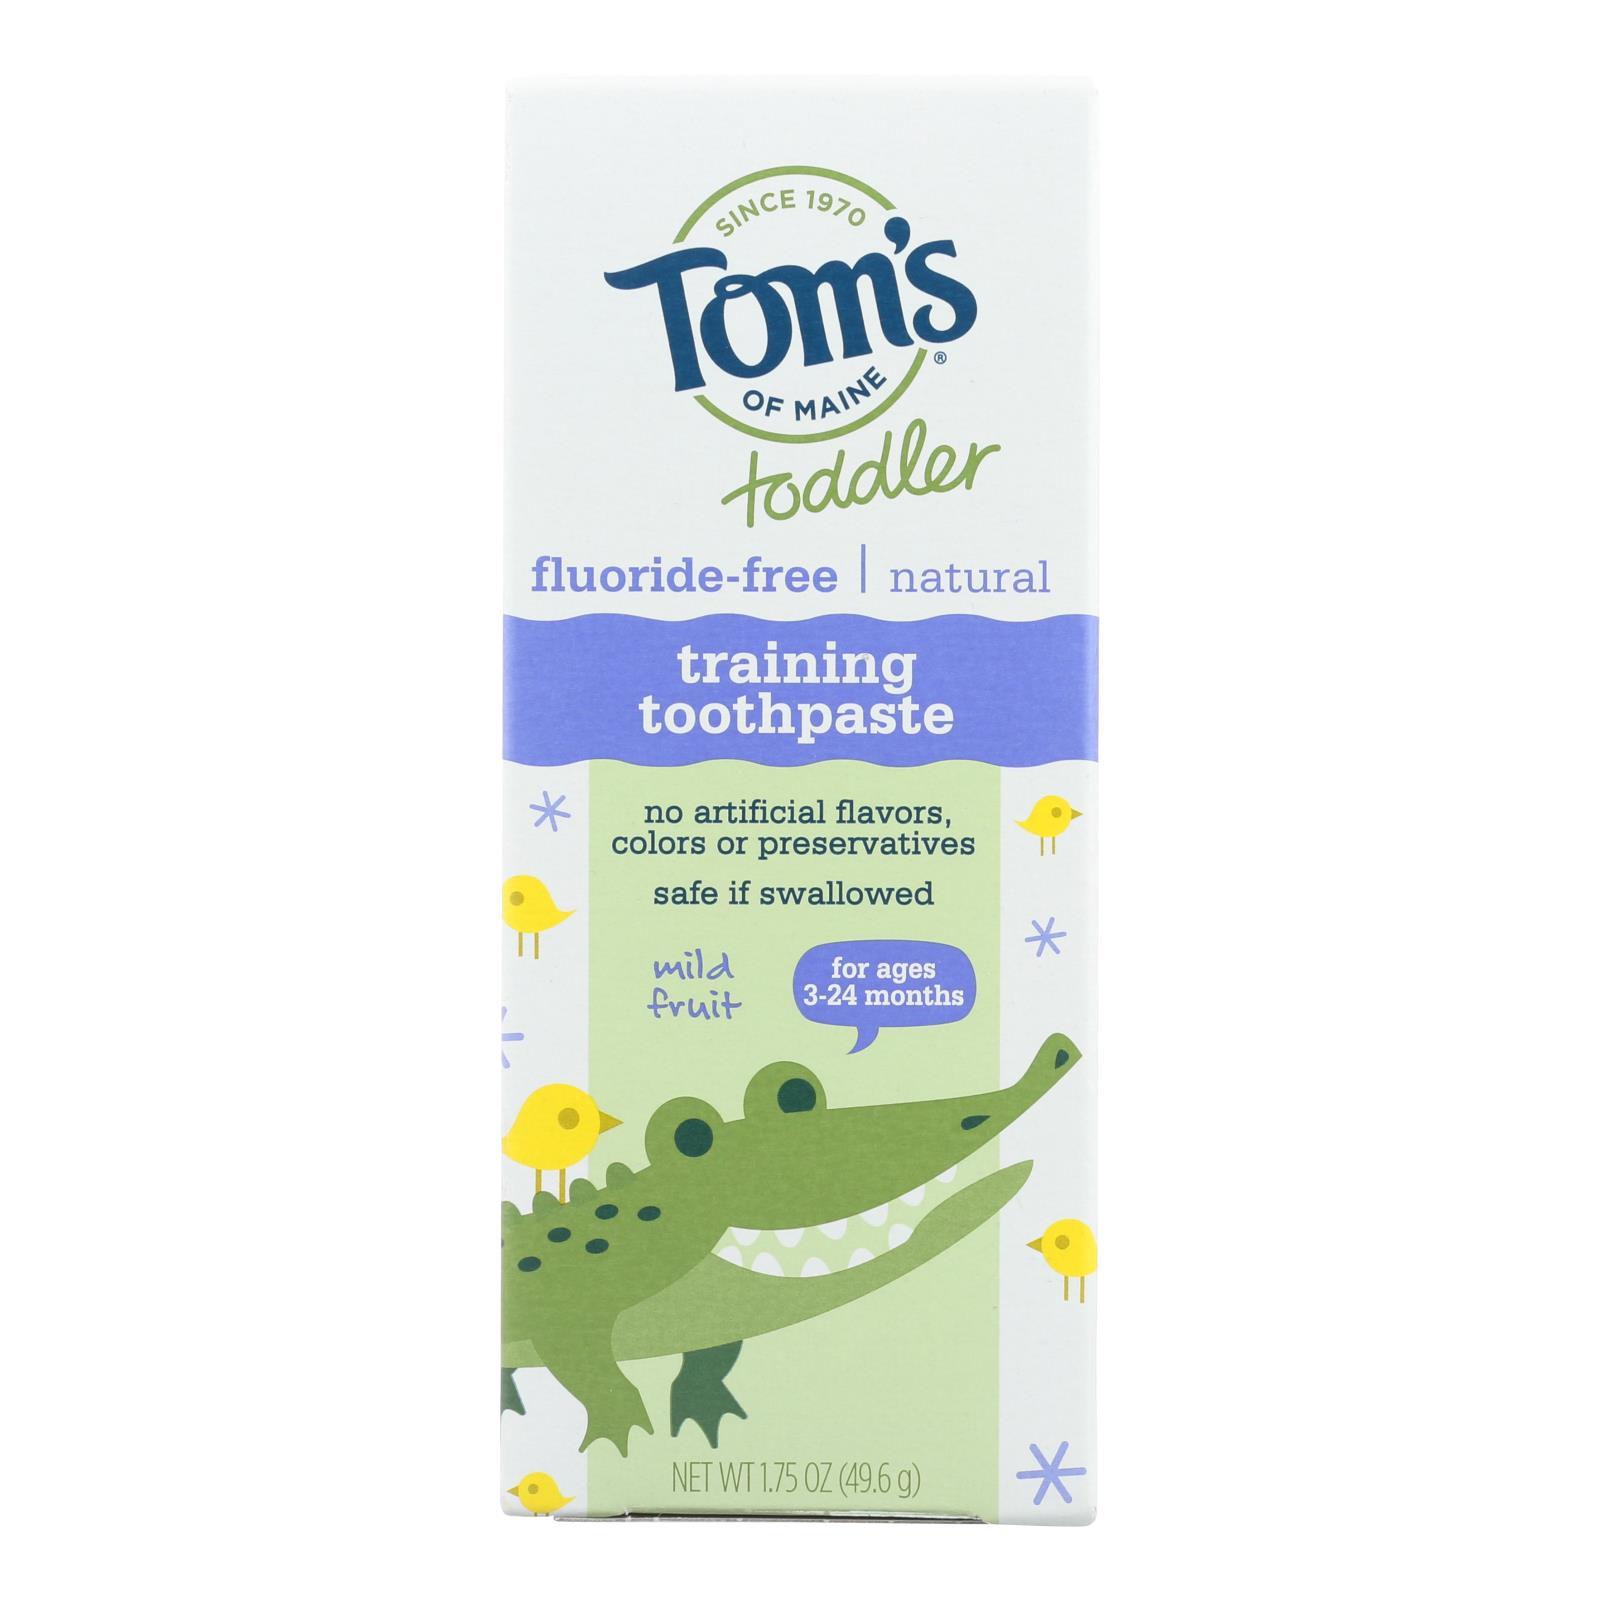 SINCE 1970
Tom's
®
OF MAINE
toddler
fluoride-free | natural
training
toothpaste
no artificial flavors,
colors or preservatives
safe if swallowed
mild
fruit
for ages
3-24 months
NET WT 1.75 OZ (49.6 g)